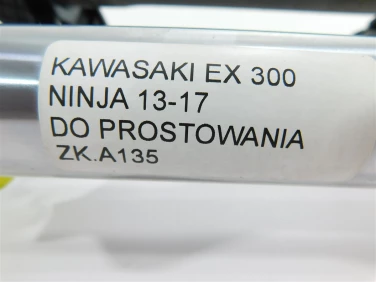 KAWASAKI EX 300
NINJA 13-17
DO PROSTOWANIA
ZK.A135